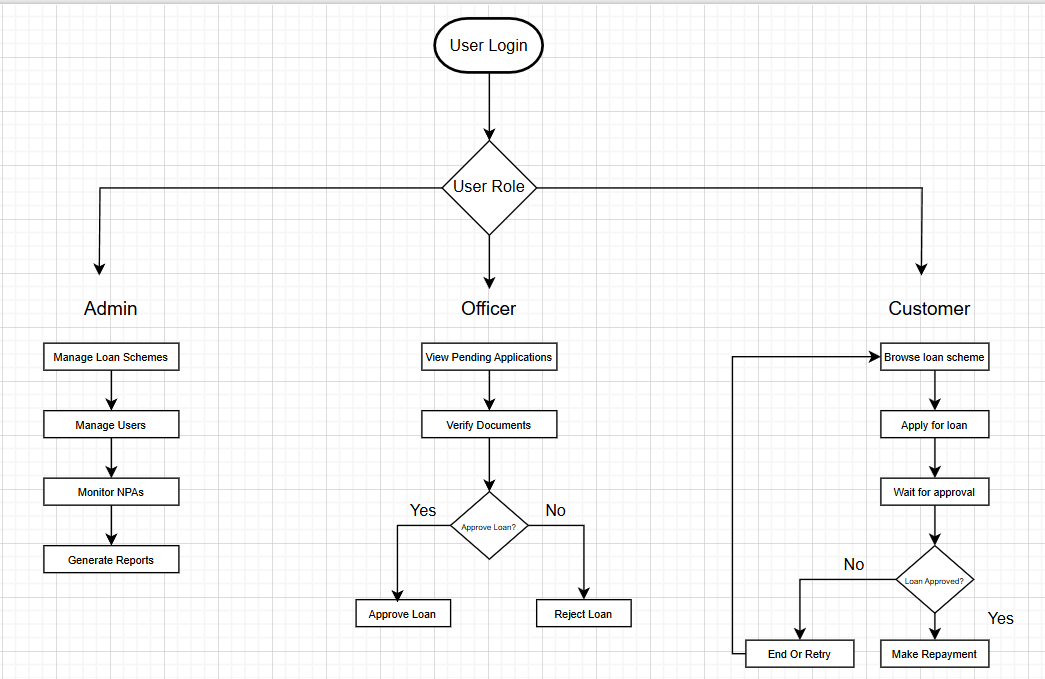 User Login
User Role
Admin
Officer
Customer
Manage Loan Schemes
View Pending Applications
Browse loan scheme
Manage Users
Verify Documents
Apply for loan
Monitor NPAs
Wait for approval
Yes
No
Approve Loan?
Generate Reports
No
Loan Approved?
Approve Loan
Reject Loan
Yes
End Or Retry
Make Repayment